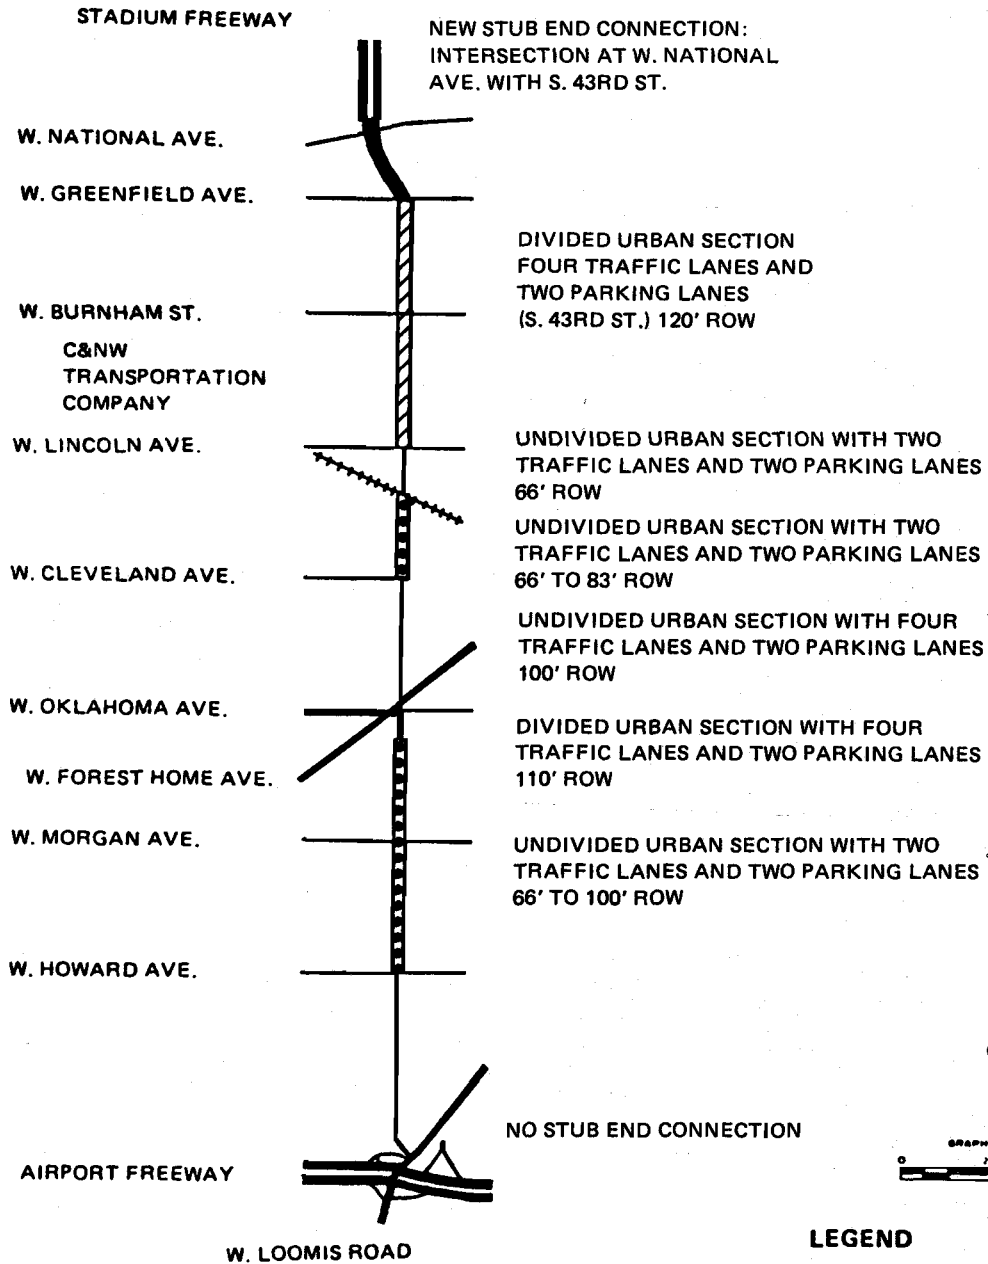 STADIUM FREEWAY
NEW STUB END CONNECTION:
INTERSECTION AT W. NATIONAL
AVE. WITH S. 43RD ST.
W. NATIONAL AVE.
W. GREENFIELD AVE.
DIVIDED URBAN SECTION
FOUR TRAFFIC LANES AND
TWO PARKING LANES
(S. 43RD ST.) 120' ROW
W. BURNHAM ST.
C&NW
TRANSPORTATION
COMPANY
W. LINCOLN AVE.
UNDIVIDED URBAN SECTION WITH TWO
TRAFFIC LANES AND TWO PARKING LANES
66' ROW
UNDIVIDED URBAN SECTION WITH TWO
TRAFFIC LANES AND TWO PARKING LANES
66' TO 83' ROW
W. CLEVELAND AVE.
UNDIVIDED URBAN SECTION WITH FOUR
TRAFFIC LANES AND TWO PARKING LANES
100' ROW
W. OKLAHOMA AVE.
DIVIDED URBAN SECTION WITH FOUR
TRAFFIC LANES AND TWO PARKING LANES
110' ROW
W. FOREST HOME AVE.
W. MORGAN AVE.
UNDIVIDED URBAN SECTION WITH TWO
TRAFFIC LANES AND TWO PARKING LANES
66' TO 100' ROW
W. HOWARD AVE.
NO STUB END CONNECTION
GRAPH
0
AIRPORT FREEWAY
W. LOOMIS ROAD
LEGEND